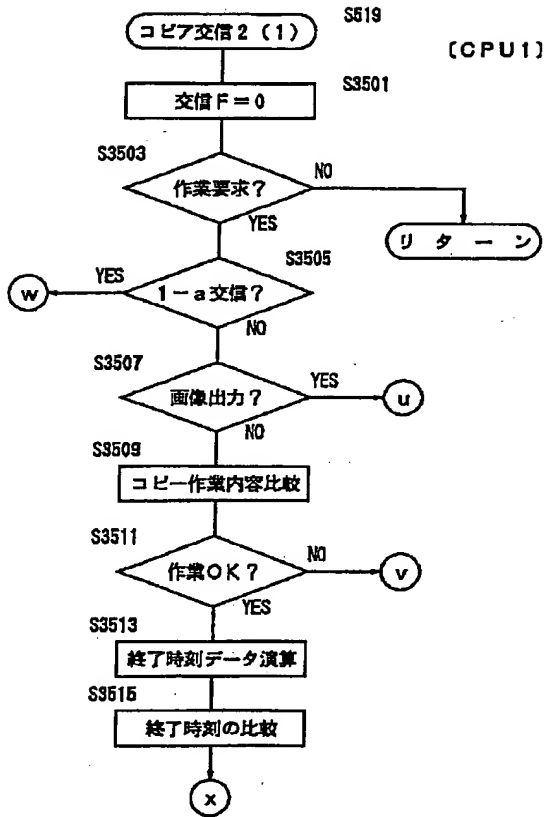 S519
コピア交信2(1)
[CPU1]
S3501
交信F=0
S3503
作業要求?
NO
YES
リターン
S3505
YES
1-a交信?
w
NO
S3507
画像出力?
YES
u
NO
S3509
コピー作業内容比較
S3511
作業OK?
NO
v
YES
S3513
終了時刻データ演算
S3515
終了時刻の比較
x